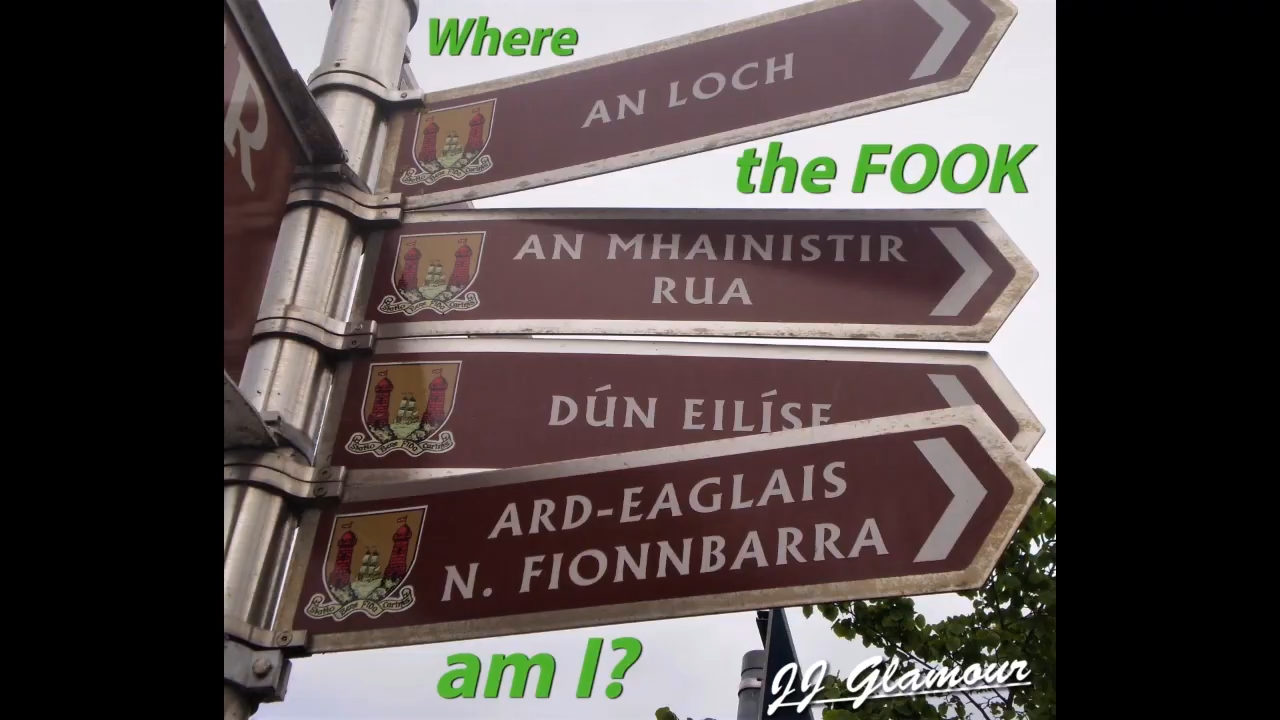 Where
AN LOCH
the FOOK
R
AN MHAINISTIR
RUA
DÚN EILÍSE
ARD-EAGLAIS
N. FIONNBARRA
am I?
JJ Glamour